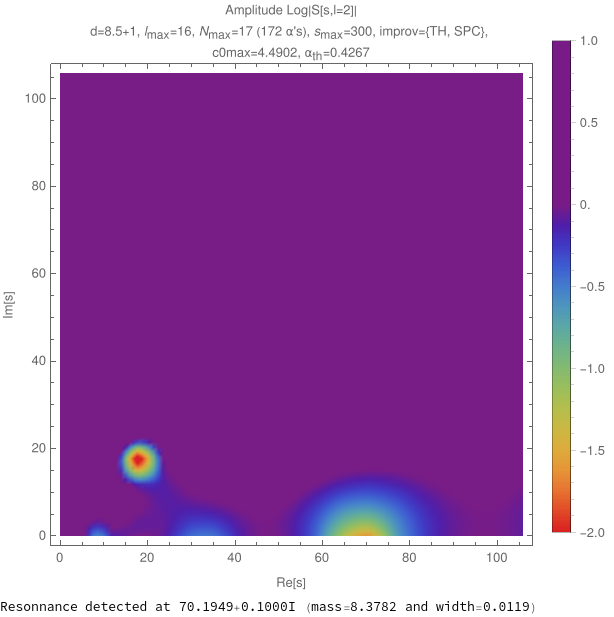 Amplitude Log|S[s,l=2]|
d=8.5+1, lmax=16, Nmax=17 (172 α's), smax=300, improv={TH, SPC},
c0max=4.4902, αth=0.4267
1.0
0.5
0.
-0.5
-1.0
-1.5
-2.0
100
80
60
40
20
0
Im[s]
0 20 40 60 80 100
Re[s]
Resonnance detected at 70.1949+0.1000I (mass=8.3782 and width=0.0119)